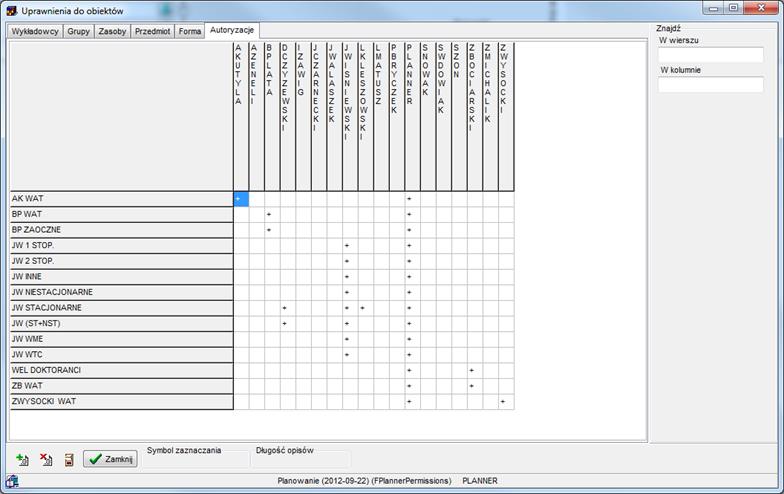 Uprawnienia do obiektów
Wykładowcy Grupy Zasoby Przedmiot Forma Autoryzacje
AKUTYLA
AZENELI
BPLATA
DCZYZEWSKI
IZAWIG
JCZARNECKI
JWALASZEK
JWISNIEWSKI
LKLESZOWSKI
LMATUSZ
PBRYCZEK
PLANNER
SNOWAK
SWDOWIAK
SZON
ZBOCIARSKI
ZMICHALIK
ZWYSOCKI
AK WAT + +
BP WAT + +
BP ZAOCZNE + +
JW 1 STOP. + +
JW 2 STOP. + +
JW INNE + +
JW NIESTACJONARNE + +
JW STACJONARNE + + + +
JW (ST+NST) + + +
JW WME + +
JW WTC + +
WEL DOKTORANCI + +
ZB WAT + +
ZWYSOCKI WAT + +
Znajdź
W wierszu
W kolumnie
Zamknij
Symbol zaznaczania
Długość opisów
Planowanie (2012-09-22) (FPlannerPermissions) PLANNER